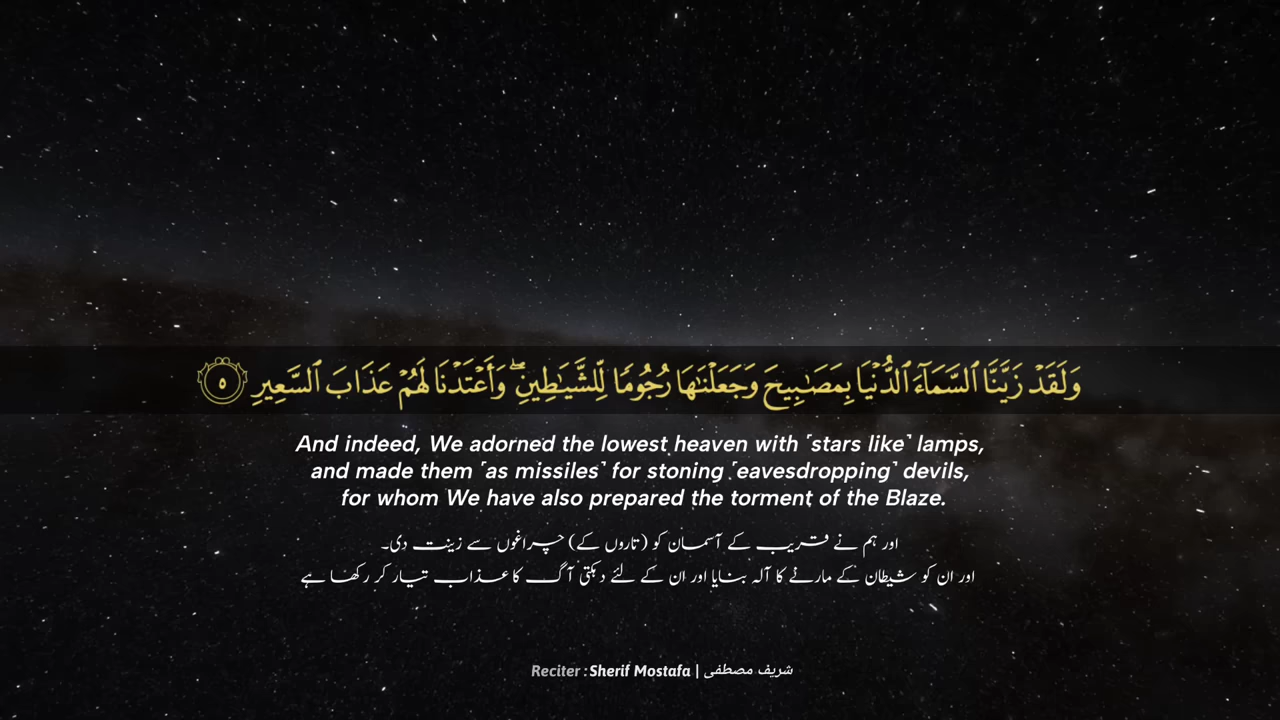 وَلَقَدْ زَيَّنَّا ٱلسَّمَآءَ ٱلدُّنْيَا بِمَصَٰبِيحَ وَجَعَلْنَٰهَا رُجُومًا لِّلشَّيَٰطِينِ ۖ وَأَعْتَدْنَا لَهُمْ عَذَابَ ٱلسَّعِيرِ ٥
And indeed, We adorned the lowest heaven with ˹stars like˺ lamps,
and made them ˹as missiles˺ for stoning ˹eavesdropping˺ devils,
for whom We have also prepared the torment of the Blaze.
اور ہم نے قریب کے آسمان کو (تاروں کے) چراغوں سے زینت دی۔
اور ان کو شیطان کے مارنے کا آلہ بنایا اور ان کے لئے دہکتی آگ کا عذاب تیار کر رکھا ہے
Reciter : Sherif Mostafa | شریف مصطفی